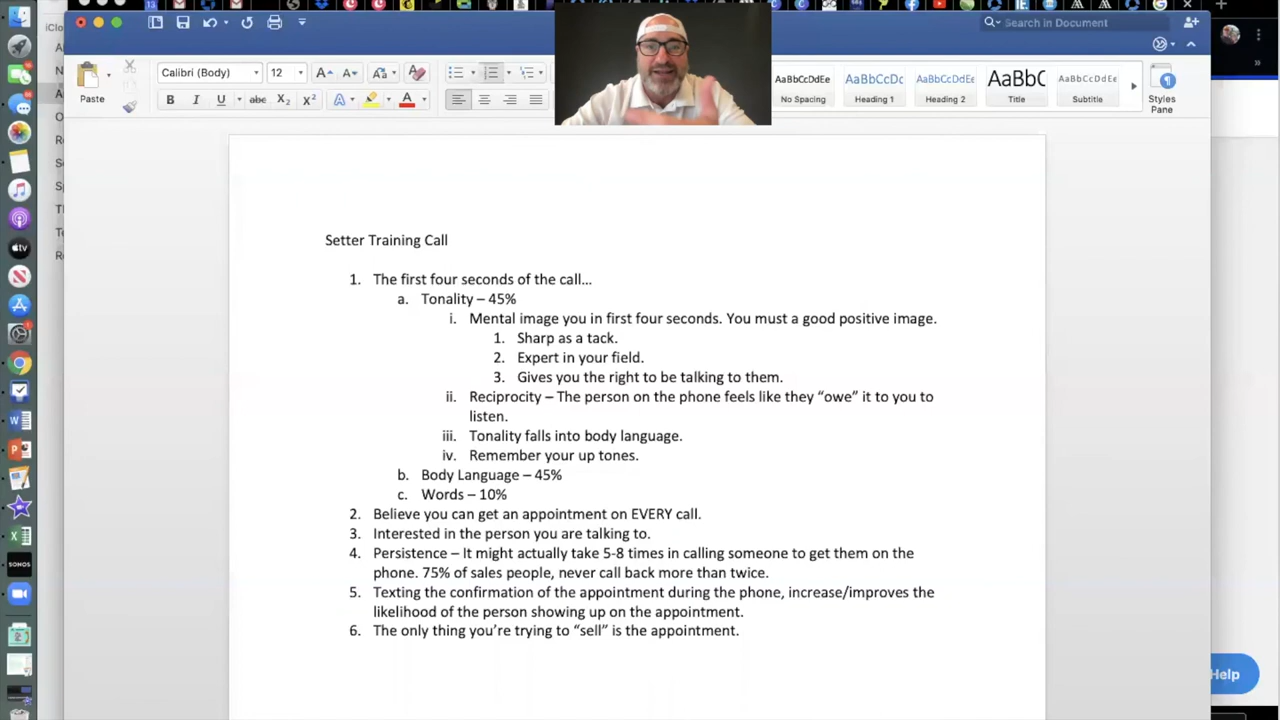 Search in Document
Paste
Calibri (Body)
12
AaBbCcDdEe
No Spacing
AaBbCcDc
Heading 1
AaBbCcDdEe
Heading 2
AaBbC
Title
AaBbCcDdEe
Subtitle
Styles
Pane
Setter Training Call
1. The first four seconds of the call...
a. Tonality – 45%
i. Mental image you in first four seconds. You must a good positive image.
1. Sharp as a tack.
2. Expert in your field.
3. Gives you the right to be talking to them.
ii. Reciprocity – The person on the phone feels like they “owe” it to you to
listen.
iii. Tonality falls into body language.
iv. Remember your up tones.
b. Body Language – 45%
c. Words – 10%
2. Believe you can get an appointment on EVERY call.
3. Interested in the person you are talking to.
4. Persistence – It might actually take 5-8 times in calling someone to get them on the
phone. 75% of sales people, never call back more than twice.
5. Texting the confirmation of the appointment during the phone, increase/improves the
likelihood of the person showing up on the appointment.
6. The only thing you’re trying to “sell” is the appointment.
Help